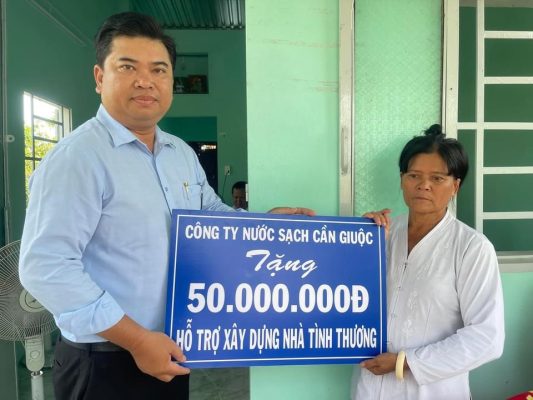 CÔNG TY NƯỚC SẠCH CẦN GIUỘC
Tặng
50.000.000Đ
HỖ TRỢ XÂY DỰNG NHÀ TÌNH THƯƠNG